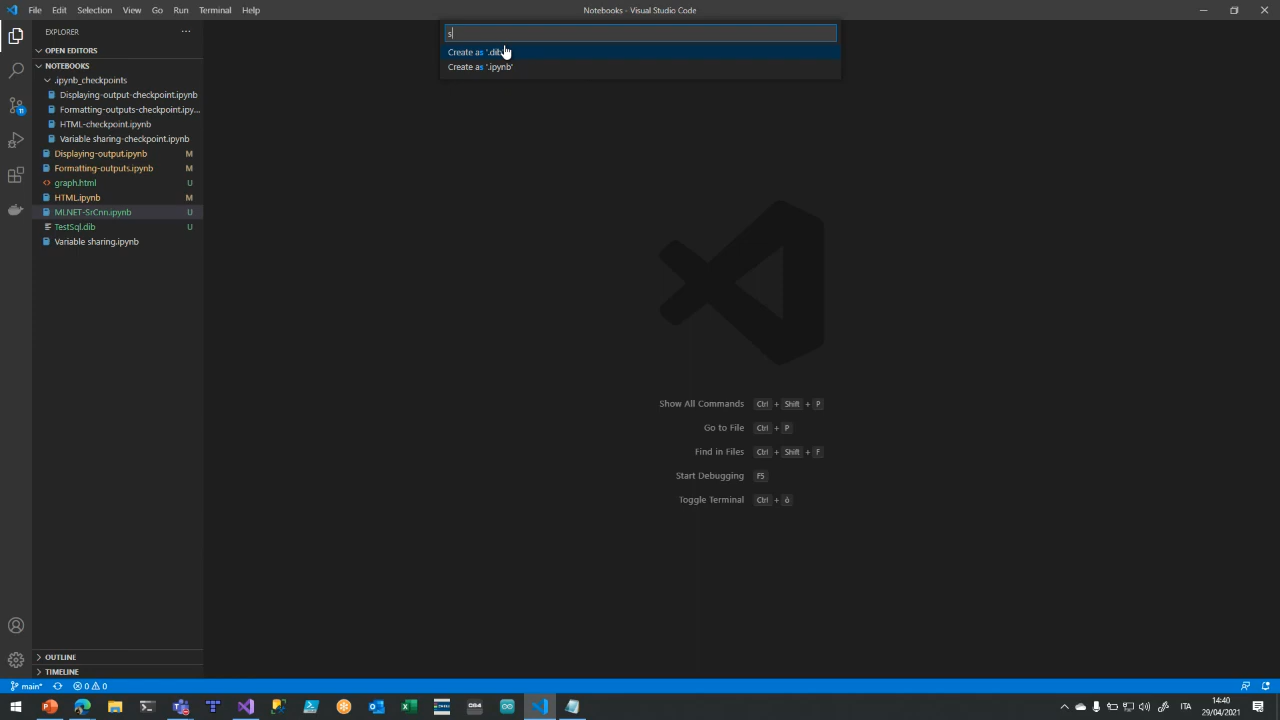 File Edit Selection View Go Run Terminal Help
Notebooks - Visual Studio Code
EXPLORER
s
OPEN EDITORS
Create as '.dib'
NOTEBOOKS
Create as '.ipynb'
.ipynb_checkpoints
Displaying-output-checkpoint.ipynb
Formatting-outputs-checkpoint.ipy...
HTML-checkpoint.ipynb
Variable sharing-checkpoint.ipynb
Displaying-output.ipynb M
Formatting-outputs.ipynb M
graph.html U
HTML.ipynb M
MLNET-SrCnn.ipynb U
TestSql.dib U
Variable sharing.ipynb
Show All Commands Ctrl + Shift + P
Go to File Ctrl + P
Find in Files Ctrl + Shift + F
Start Debugging F5
Toggle Terminal Ctrl + ò
OUTLINE
TIMELINE
main* 0 0
ITA
14:40
29/04/2021